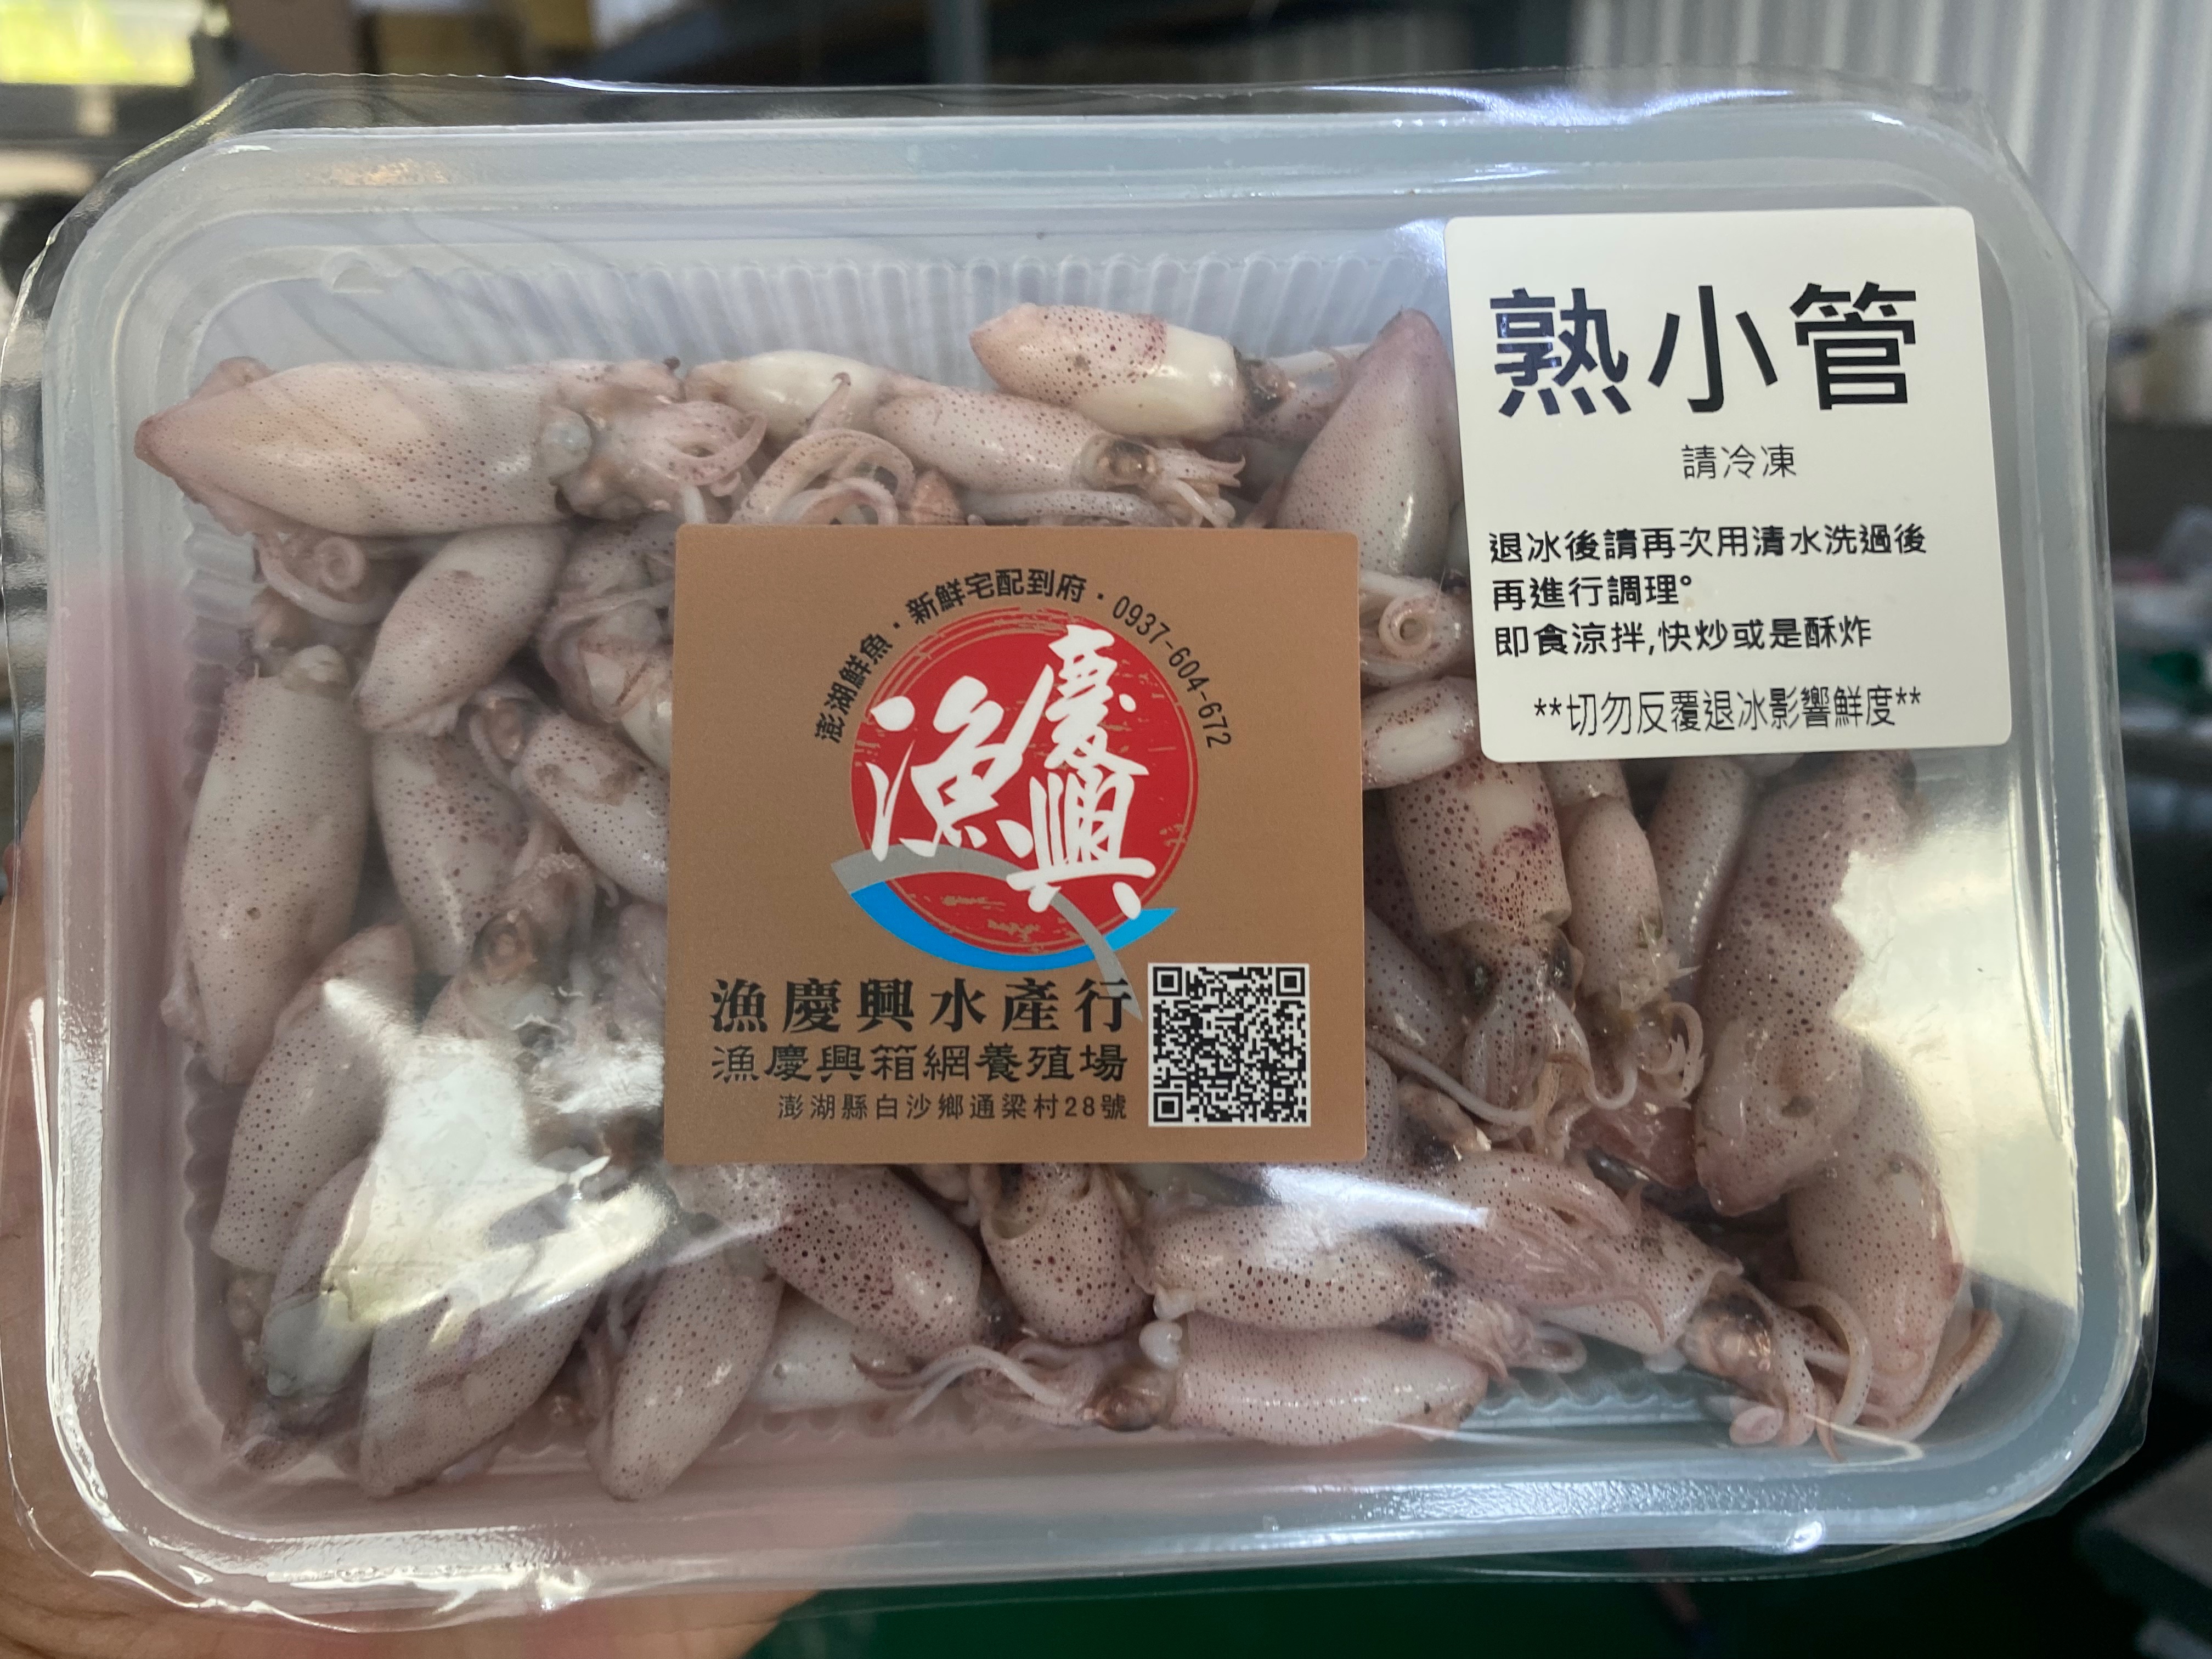 熟小管
請冷凍
退冰後請再次用清水洗過後
再進行調理。
即食涼拌,快炒或是酥炸
**切勿反覆退冰影響鮮度**
澎湖鮮魚・新鮮宅配到府・0937-604-672
漁慶興
漁慶興水產行
漁慶興箱網養殖場
澎湖縣白沙鄉通梁村28號